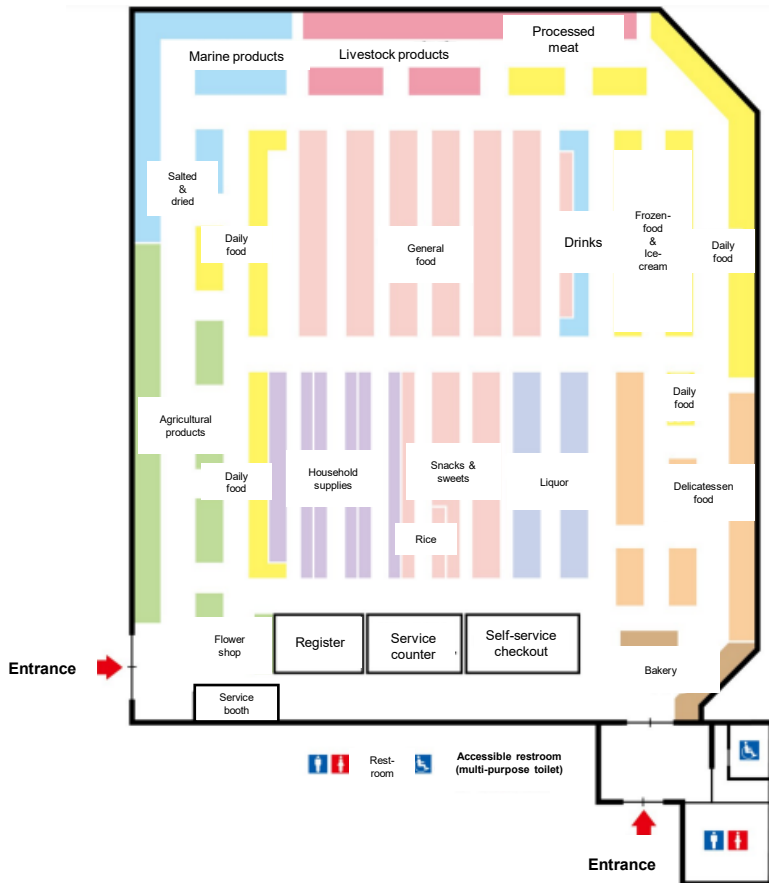 Processed
meat
Marine products
Livestock products
Salted
&
dried
Daily
food
General
food
Drinks
Frozen-
food
&
Ice-
cream
Daily
food
Agricultural
products
Daily
food
Daily
food
Household
supplies
Snacks &
sweets
Liquor
Delicatessen
food
Rice
Flower
shop
Register
Service
counter
Self-service
checkout
Bakery
Entrance
Service
booth
Rest-
room
Accessible restroom
(multi-purpose toilet)
Entrance